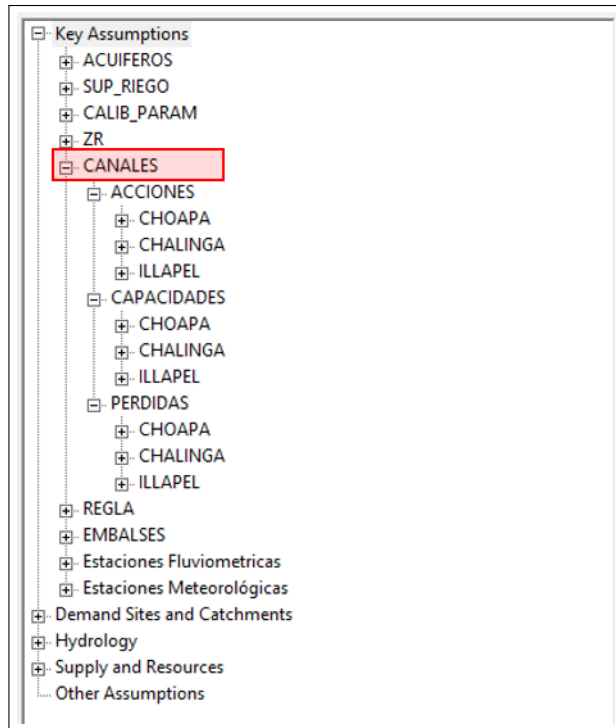 Key Assumptions
ACUIFEROS
SUP_RIEGO
CALIB_PARAM
ZR
CANALES
ACCIONES
CHOAPA
CHALINGA
ILLAPEL
CAPACIDADES
CHOAPA
CHALINGA
ILLAPEL
PERDIDAS
CHOAPA
CHALINGA
ILLAPEL
REGLA
EMBALSES
Estaciones Fluviometricas
Estaciones Meteorológicas
Demand Sites and Catchments
Hydrology
Supply and Resources
Other Assumptions